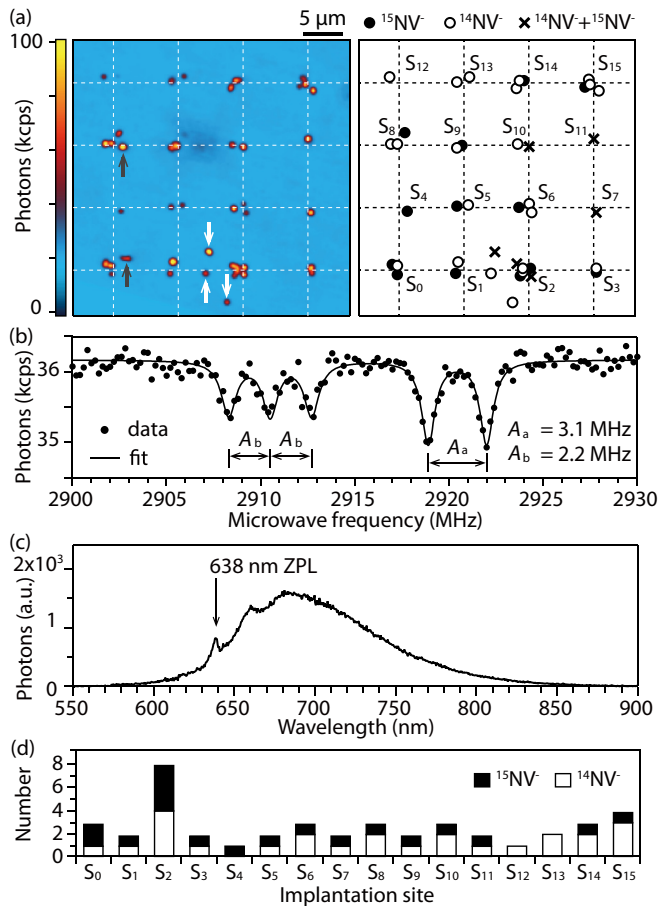 (a)
5 μm
● ¹⁵NV⁻ ○ ¹⁴NV⁻ × ¹⁴NV⁻+¹⁵NV⁻
100
Photons (kcps)
0
S₁₂ S₁₃ S₁₄ S₁₅
S₈ S₉ S₁₀ S₁₁
S₄ S₅ S₆ S₇
S₀ S₁ S₂ S₃
(b)
Photons (kcps)
36
35
● data
— fit
A_b A_b A_a
A_a = 3.1 MHz
A_b = 2.2 MHz
2900 2905 2910 2915 2920 2925 2930
Microwave frequency (MHz)
(c)
638 nm ZPL
Photons (a.u.)
2x10³
1
0
550 600 650 700 750 800 850 900
Wavelength (nm)
(d)
Number
8
6
4
2
0
■ ¹⁵NV⁻ □ ¹⁴NV⁻
S₀ S₁ S₂ S₃ S₄ S₅ S₆ S₇ S₈ S₉ S₁₀ S₁₁ S₁₂ S₁₃ S₁₄ S₁₅
Implantation site